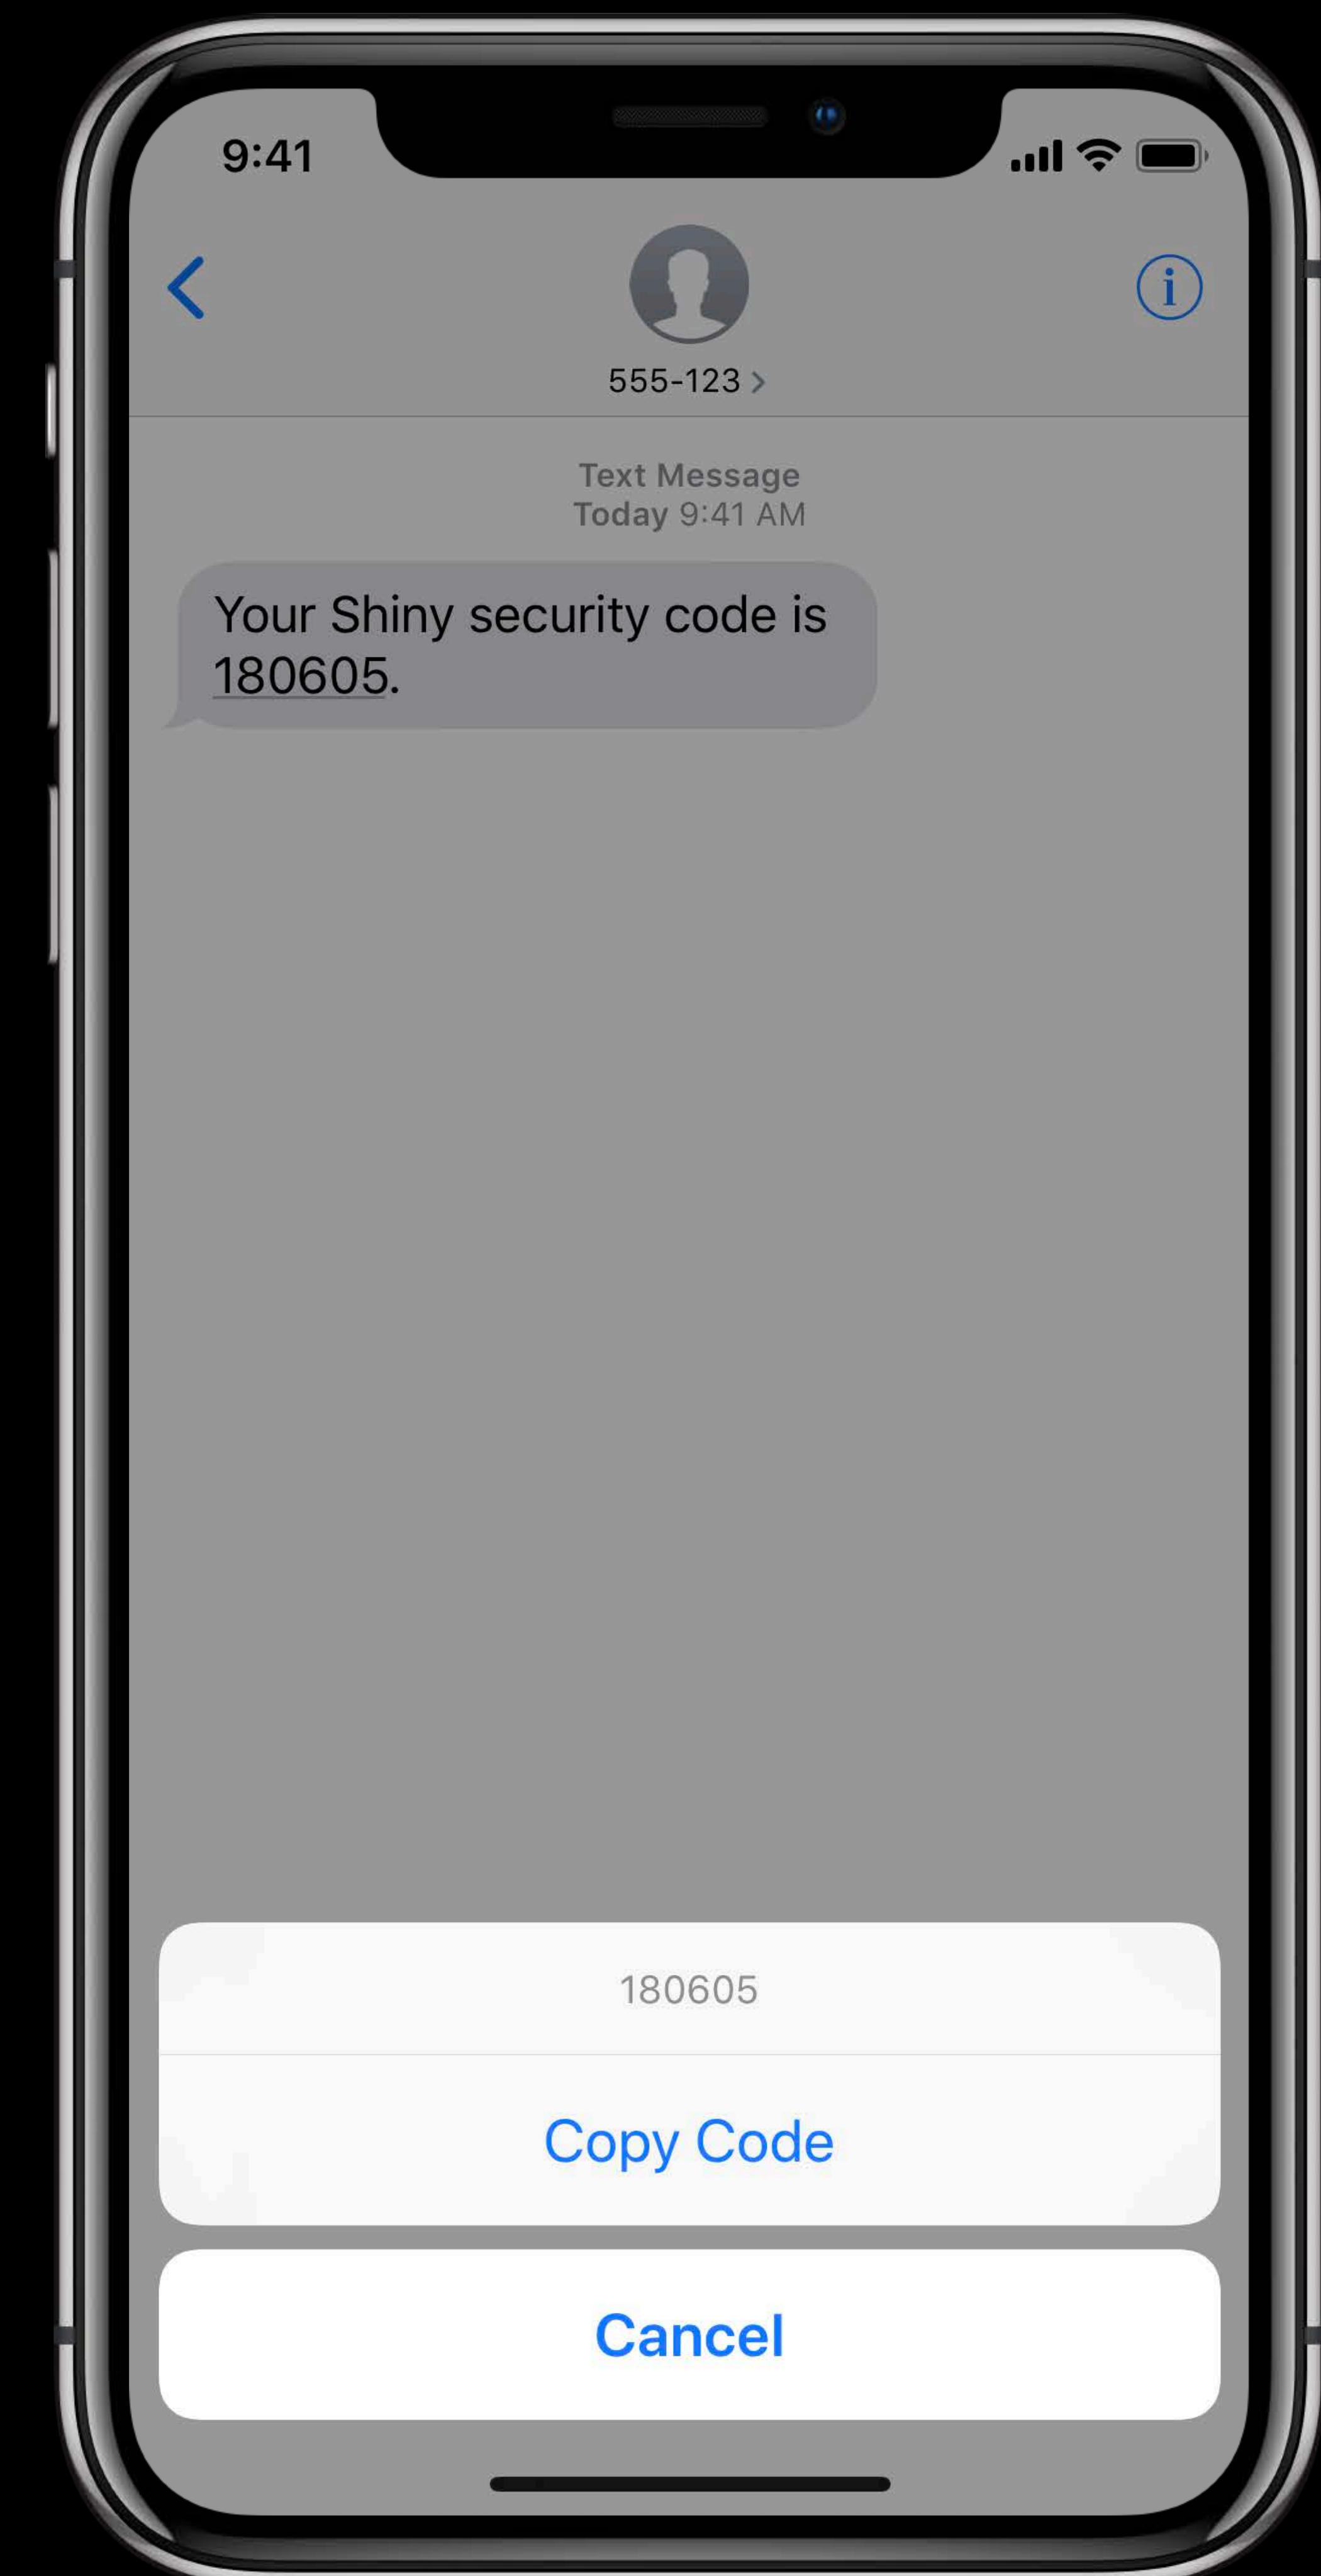 9:41
555-123
Text Message
Today 9:41 AM
Your Shiny security code is
180605.
180605
Copy Code
Cancel